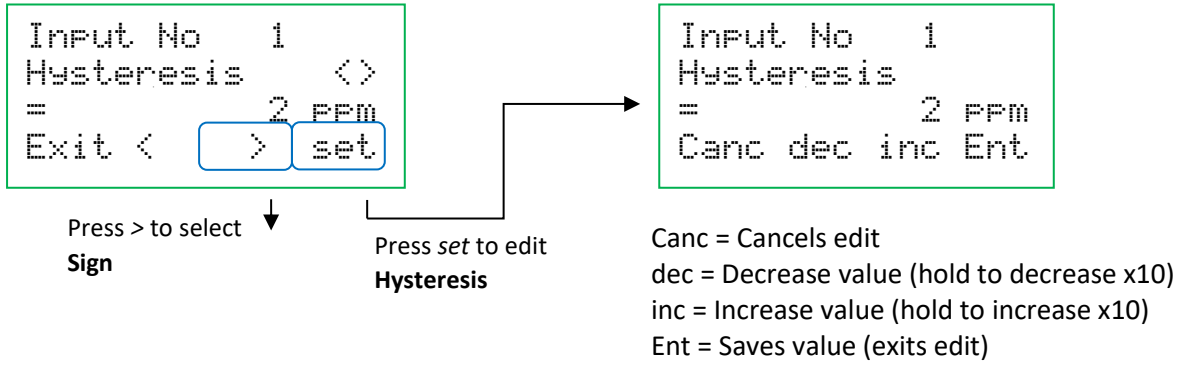 Input No 1
Hysteresis <>
= 2 ppm
Exit < > set
Press > to select
Sign
Press set to edit
Hysteresis
Input No 1
Hysteresis
= 2 ppm
Canc dec inc Ent
Canc = Cancels edit
dec = Decrease value (hold to decrease x10)
inc = Increase value (hold to increase x10)
Ent = Saves value (exits edit)